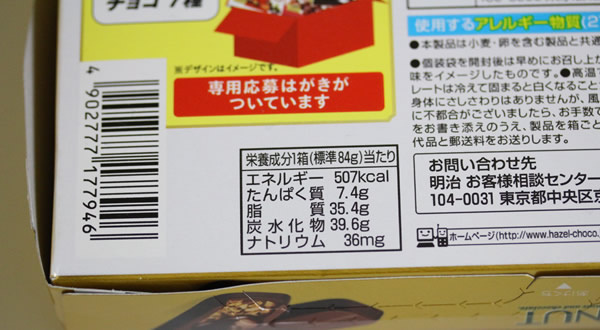 チョコ 7種
※デザインはイメージです。
専用応募はがきが
ついています
4902777177946
栄養成分1箱(標準84g)当たり
エネルギー 507kcal
たんぱく質 7.4g
脂質 35.4g
炭水化物 39.6g
ナトリウム 36mg
使用するアレルギー物質(2
●本製品は小麦・卵を含む製品と共通
●個装袋を開封後は早めにお召し上が
味をイメージしたものです。●高温で
レートは冷えて固まると白くなること
身体にさしさわりはありませんが、風
に不都合がございましたら、お手数で
をお書き添えのうえ、製品を箱ごと
代品と郵送料をお送りします。
お問い合わせ先
明治 お客様相談センター
104-0031 東京都中央区京
ホームページ(http://www.hazel-choco.
NUT